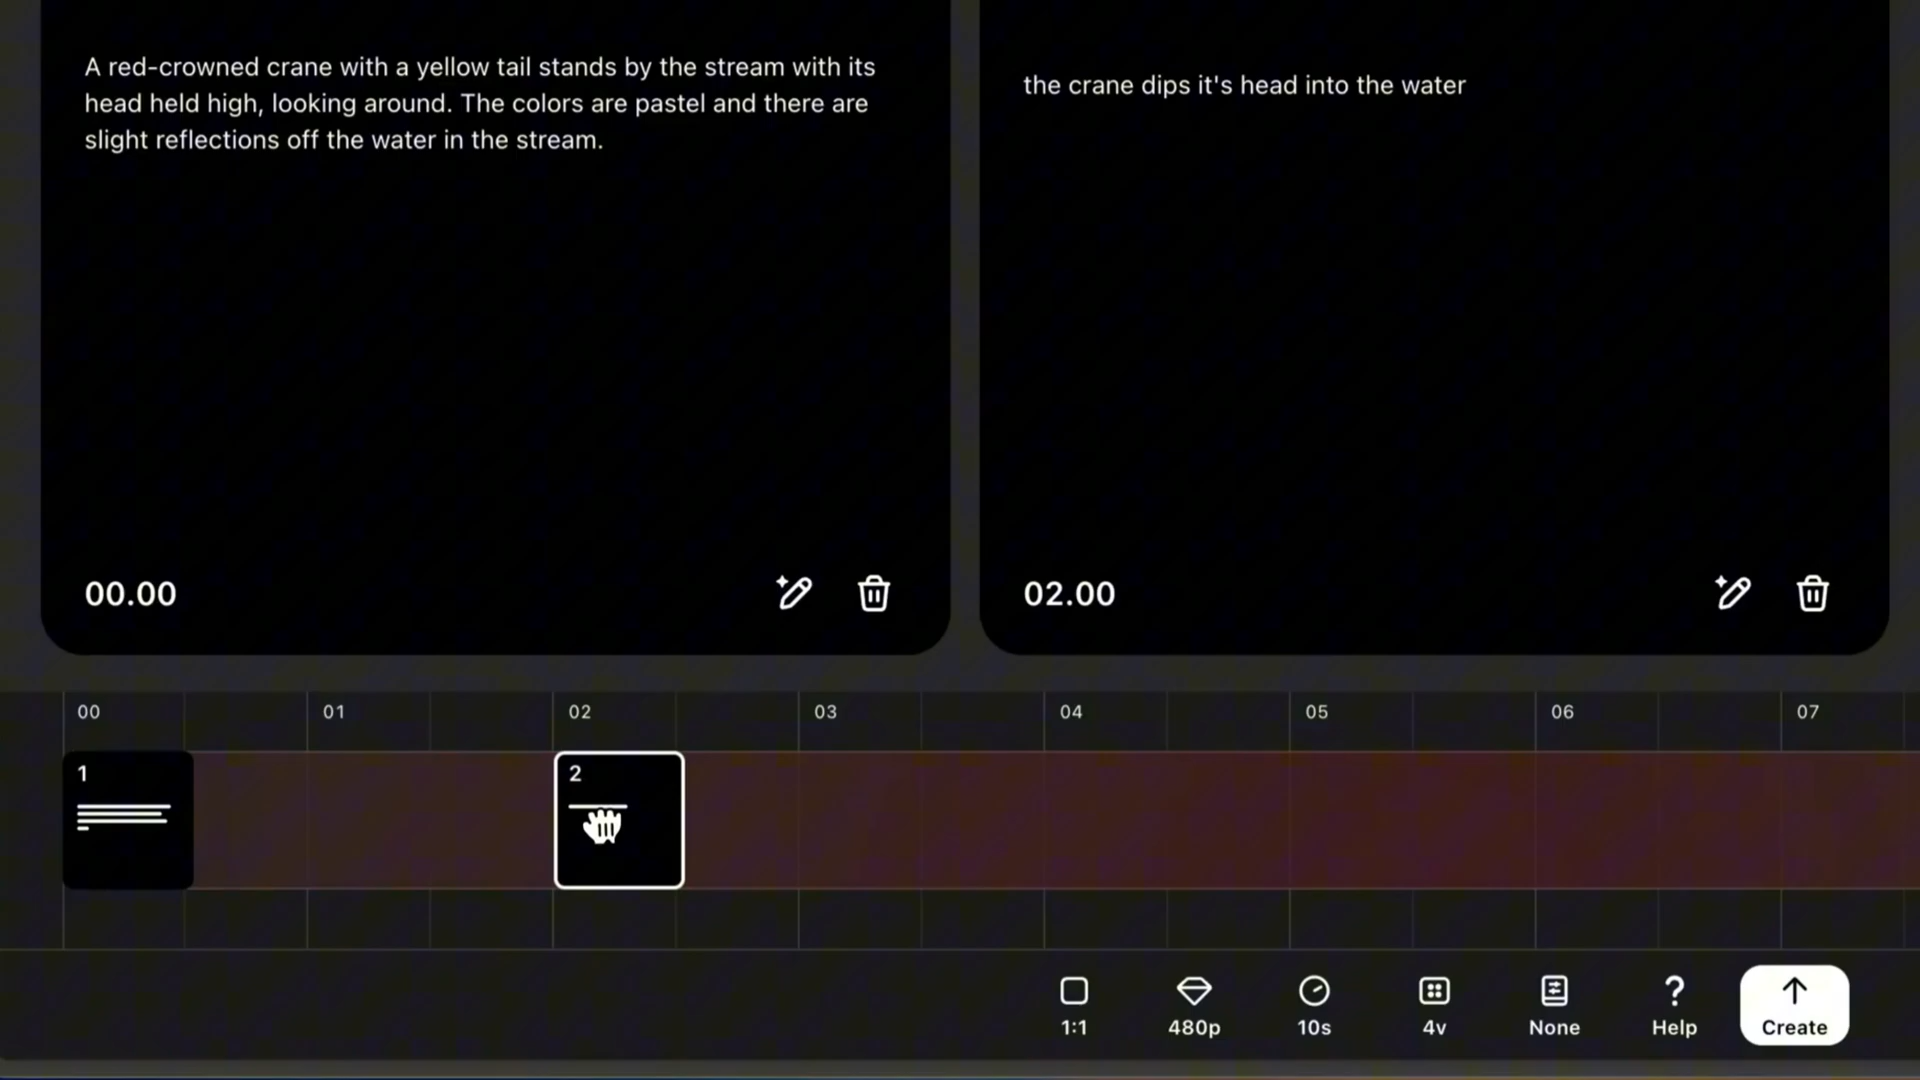 A red-crowned crane with a yellow tail stands by the stream with its
head held high, looking around. The colors are pastel and there are
slight reflections off the water in the stream.
00.00
the crane dips it's head into the water
02.00
00 01 02 03 04 05 06 07
1 2
1:1 480p 10s 4v None Help Create